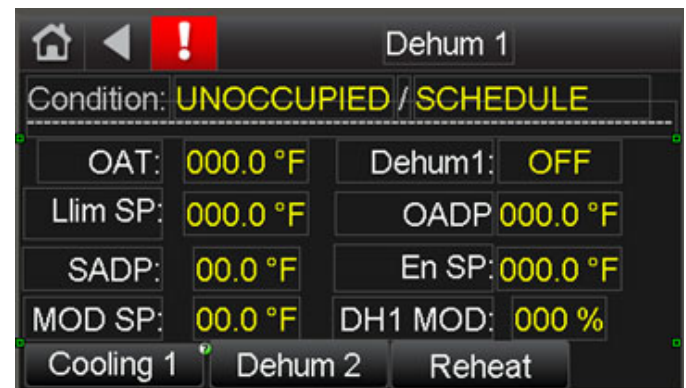 ! Dehum 1
Condition: UNOCCUPIED / SCHEDULE
OAT: 000.0 °F Dehum1: OFF
Llim SP: 000.0 °F OADP 000.0 °F
SADP: 00.0 °F En SP: 000.0 °F
MOD SP: 00.0 °F DH1 MOD: 000 %
Cooling 1 ? Dehum 2 Reheat